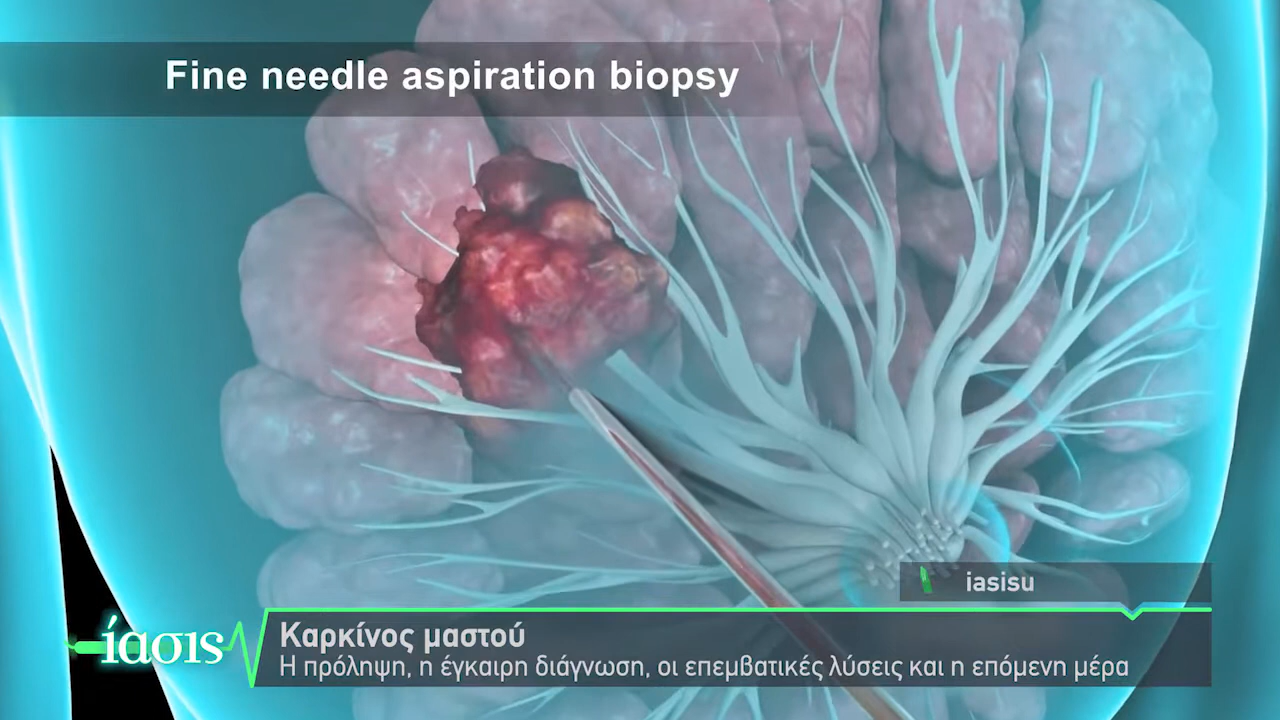 Fine needle aspiration biopsy
iasisu
ίασις
Καρκίνος μαστού
Η πρόληψη, η έγκαιρη διάγνωση, οι επεμβατικές λύσεις και η επόμενη μέρα